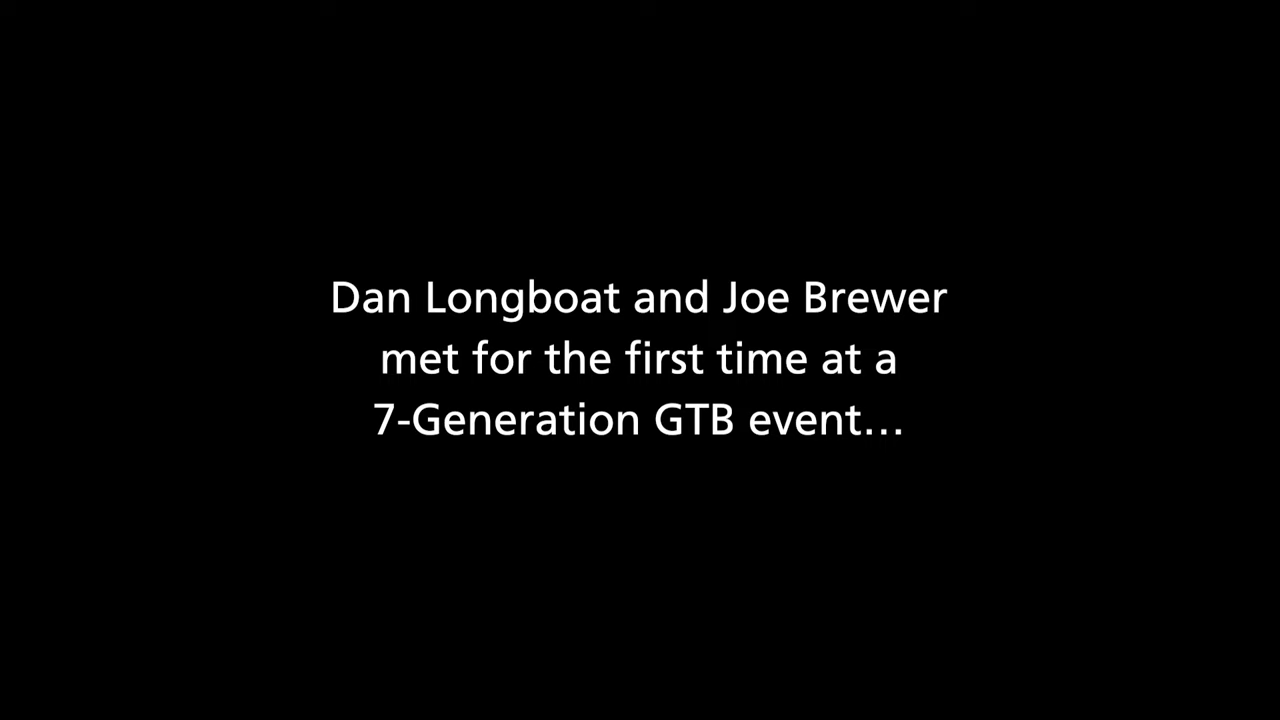 Dan Longboat and Joe Brewer
met for the first time at a
7-Generation GTB event…